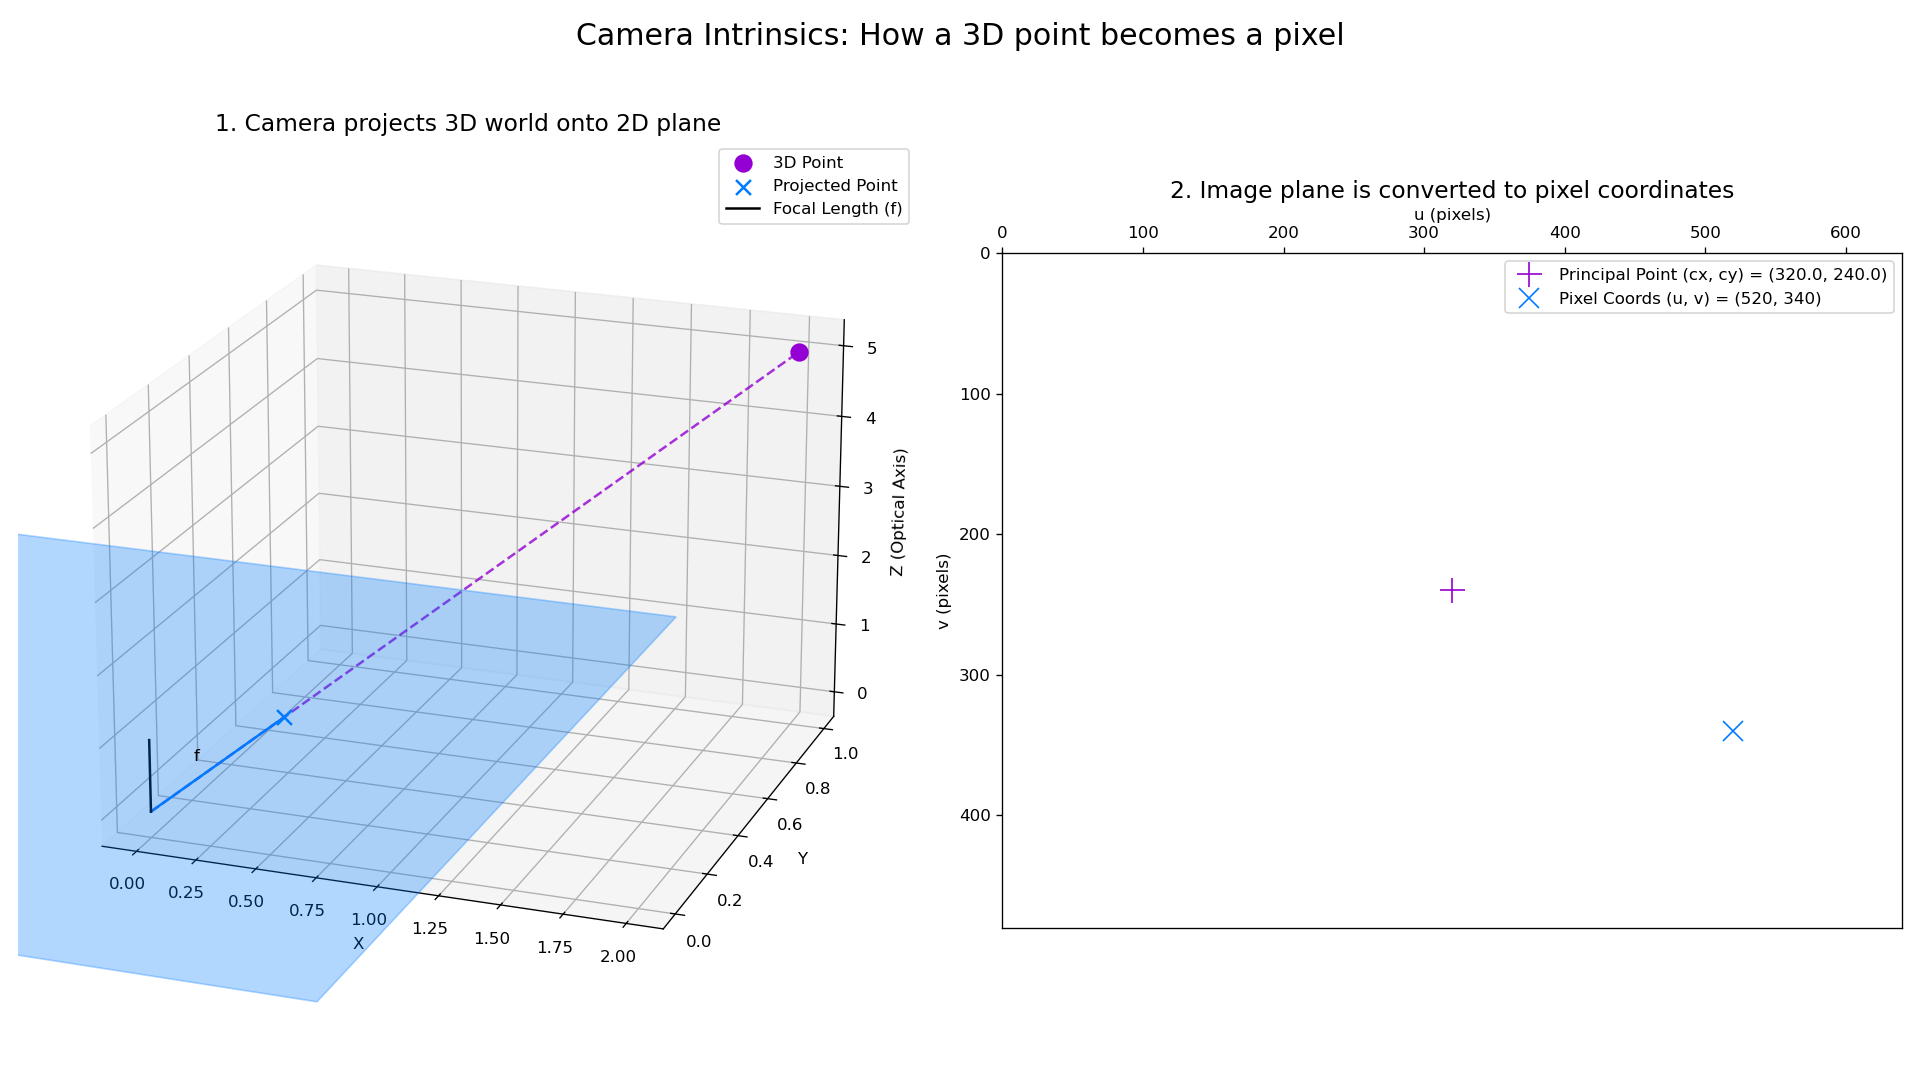 Camera Intrinsics: How a 3D point becomes a pixel
1. Camera projects 3D world onto 2D plane
3D Point
Projected Point
Focal Length (f)
5
4
3
2
1
0
Z (Optical Axis)
f
0.00
0.25
0.50
0.75
1.00
1.25
1.50
1.75
2.00
X
0.0
0.2
0.4
0.6
0.8
1.0
Y
2. Image plane is converted to pixel coordinates
u (pixels)
0 100 200 300 400 500 600
0
100
200
300
400
v (pixels)
Principal Point (cx, cy) = (320.0, 240.0)
Pixel Coords (u, v) = (520, 340)